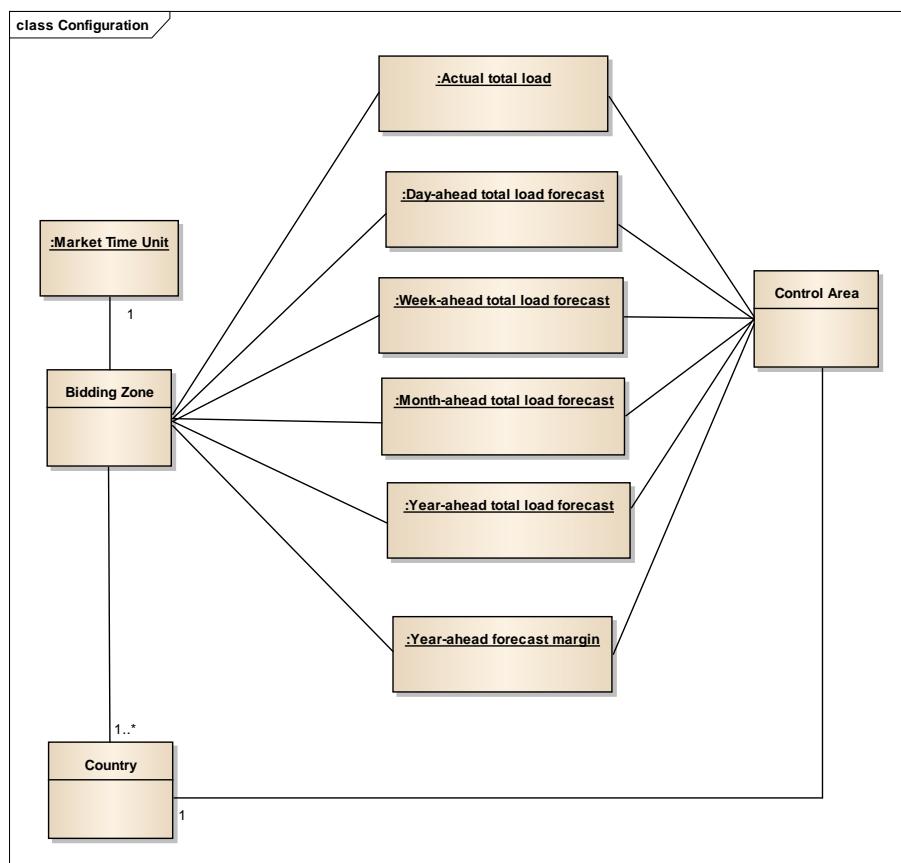 class Configuration
:Actual total load
:Day-ahead total load forecast
:Market Time Unit
:Week-ahead total load forecast
Control Area
1
Bidding Zone
:Month-ahead total load forecast
:Year-ahead total load forecast
:Year-ahead forecast margin
1..*
Country
1